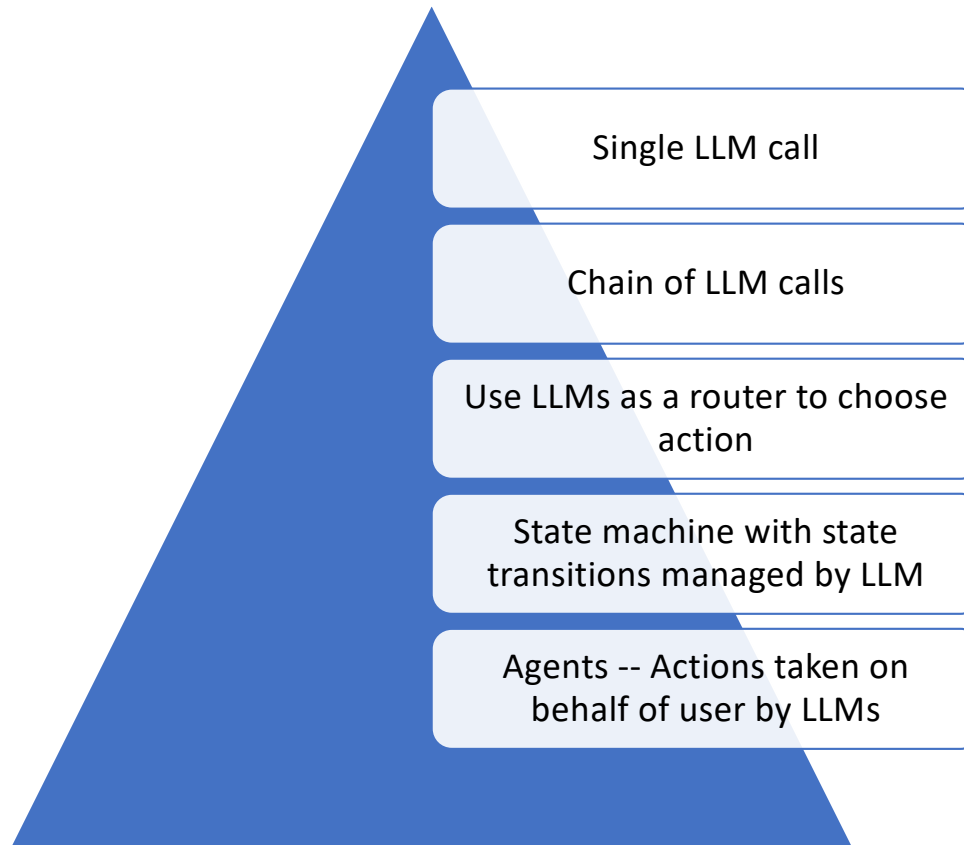 Single LLM call
Chain of LLM calls
Use LLMs as a router to choose
action
State machine with state
transitions managed by LLM
Agents -- Actions taken on
behalf of user by LLMs